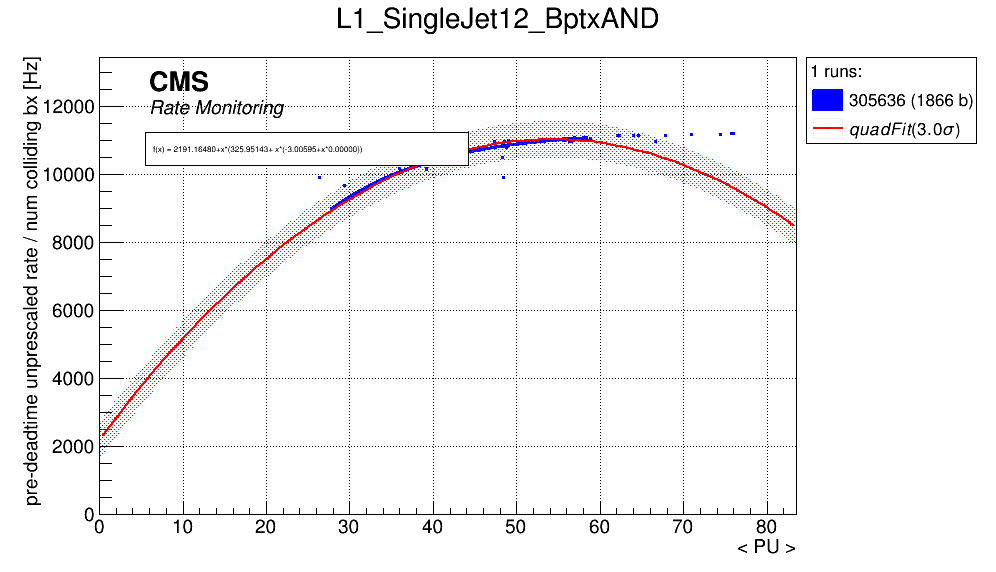 L1_SingleJet12_BptxAND
pre-deadtime unprescaled rate / num colliding bx [Hz]
CMS
Rate Monitoring
f(x) = 2191.16480+x*(325.95143+ x*(-3.00595+x*0.00000))
1 runs:
305636 (1866 b)
quadFit(3.0σ)
12000
10000
8000
6000
4000
2000
0
0 10 20 30 40 50 60 70 80
< PU >